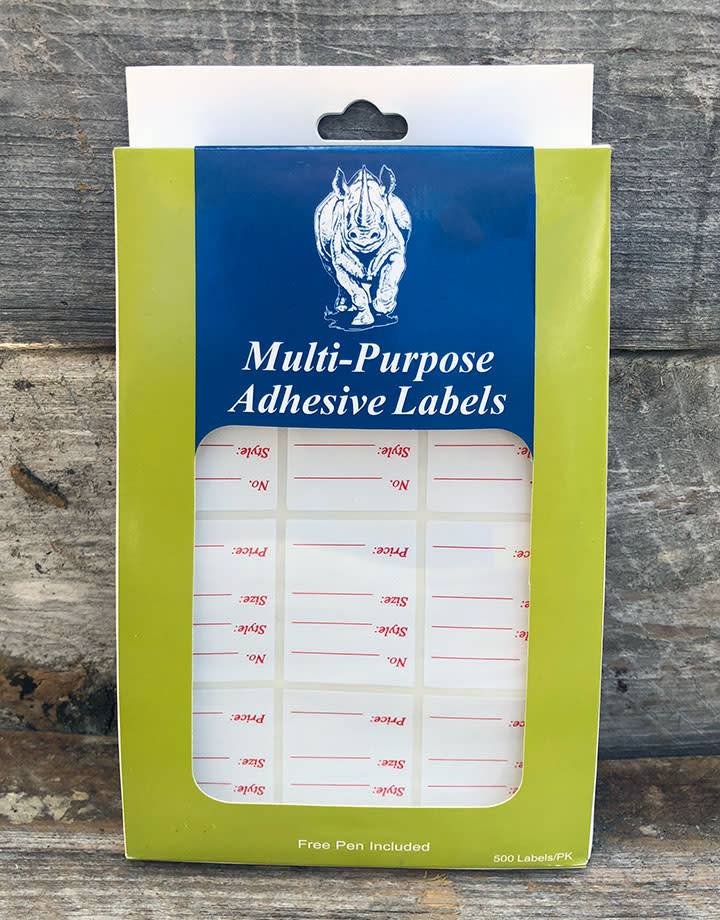 Multi-Purpose
Adhesive Labels
Style: Style:
No. No.
Price: Price:
Size: Size:
Style: Style:
No. No.
Price: Price:
Size: Size:
Style: Style:
Free Pen Included
500 Labels/PK